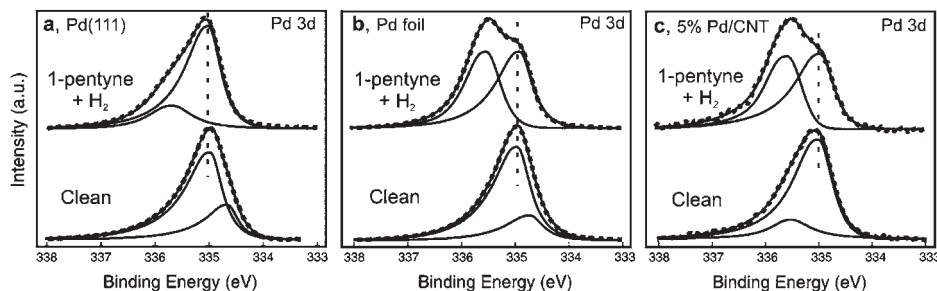 Intensity (a.u.)
a, Pd(111)
Pd 3d
1-pentyne
+ H₂
Clean
338 337 336 335 334 333
Binding Energy (eV)
b, Pd foil
Pd 3d
1-pentyne
+ H₂
Clean
338 337 336 335 334 333
Binding Energy (eV)
c, 5% Pd/CNT
Pd 3d
1-pentyne
+ H₂
Clean
338 337 336 335 334 333
Binding Energy (eV)